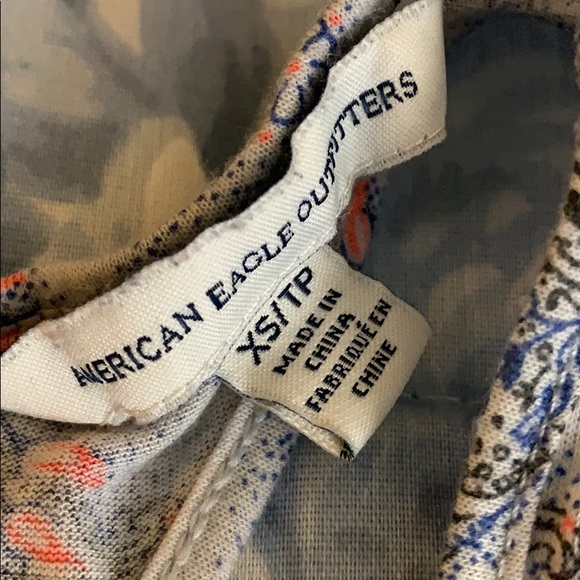 AMERICAN EAGLE OUTFITTERS
XS/TP
MADE IN
CHINA
FABRIQUÉ EN
CHINE